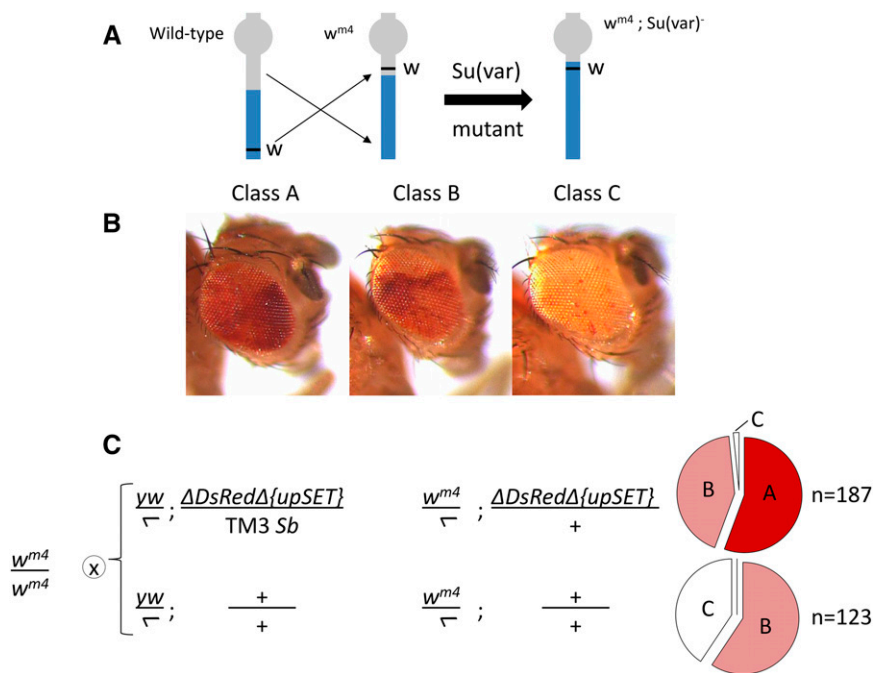 A
Wild-type
w^m4
w^m4 ; Su(var)^-
w
w
w
Su(var)
mutant
Class A
Class B
Class C
B
C
w^m4
w^m4
x
yw
;
ΔDsRedΔ{upSET}
TM3 Sb
w^m4
;
ΔDsRedΔ{upSET}
+
C
B
A
n=187
yw
;
+
+
w^m4
;
+
+
C
B
n=123